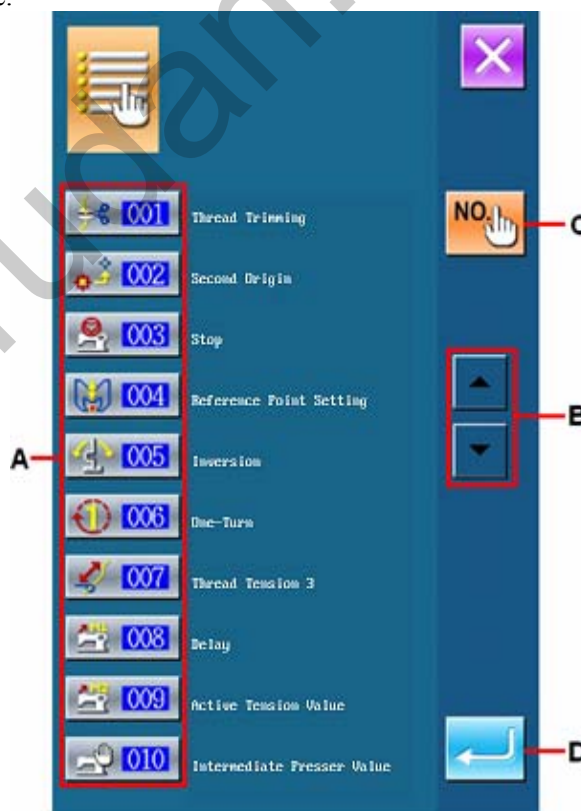 001 Thread Trimming
NO. C
002 Second Origin
003 Stop
004 Reference Point Setting
B
A 005 Inversion
006 One-Turn
007 Thread Tension 3
008 Delay
009 Active Tension Value
010 Intermediate Presser Value
D